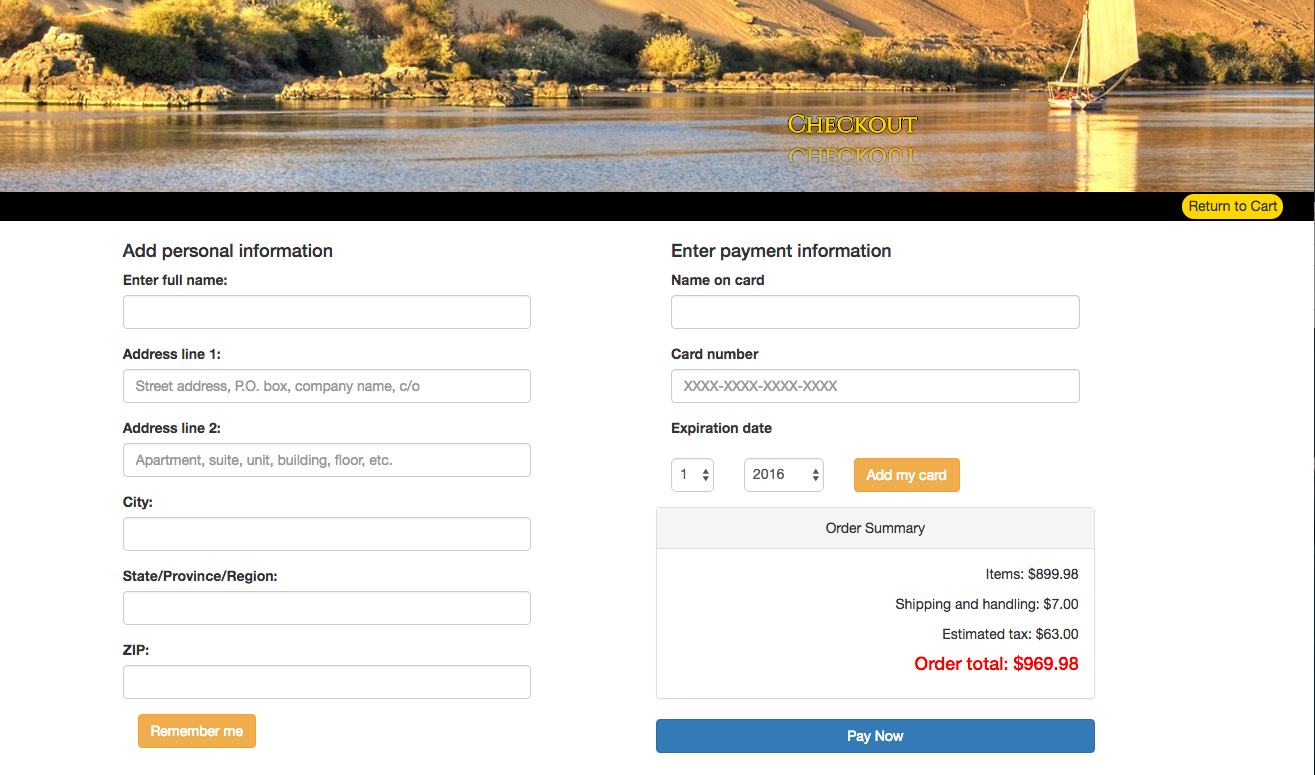 Checkout
Return to Cart
Add personal information
Enter full name:
Address line 1:
Street address, P.O. box, company name, c/o
Address line 2:
Apartment, suite, unit, building, floor, etc.
City:
State/Province/Region:
ZIP:
Remember me
Enter payment information
Name on card
Card number
XXXX-XXXX-XXXX-XXXX
Expiration date
1 2016 Add my card
Order Summary
Items: $899.98
Shipping and handling: $7.00
Estimated tax: $63.00
Order total: $969.98
Pay Now